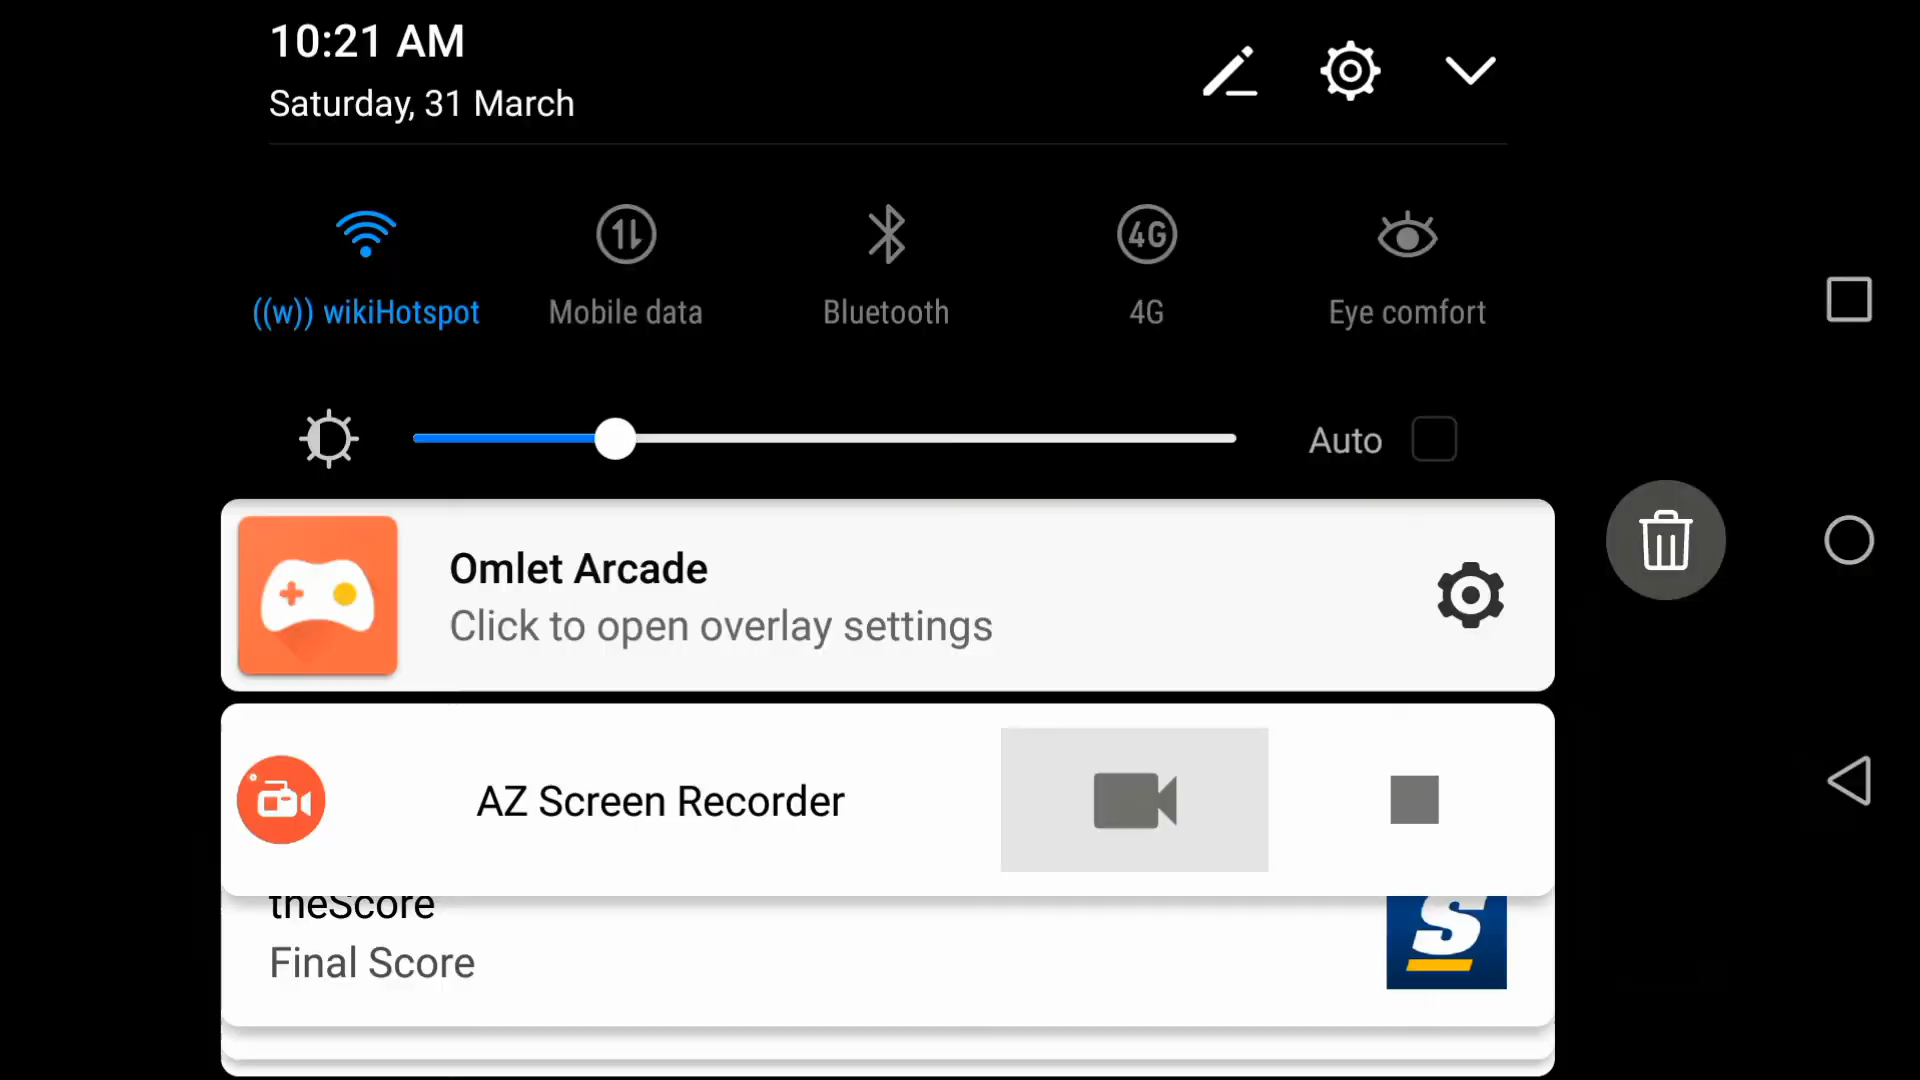 10:21 AM
Saturday, 31 March
((w)) wikiHotspot
Mobile data
Bluetooth
4G
4G
Eye comfort
Auto
Omlet Arcade
Click to open overlay settings
AZ Screen Recorder
theScore
Final Score
S